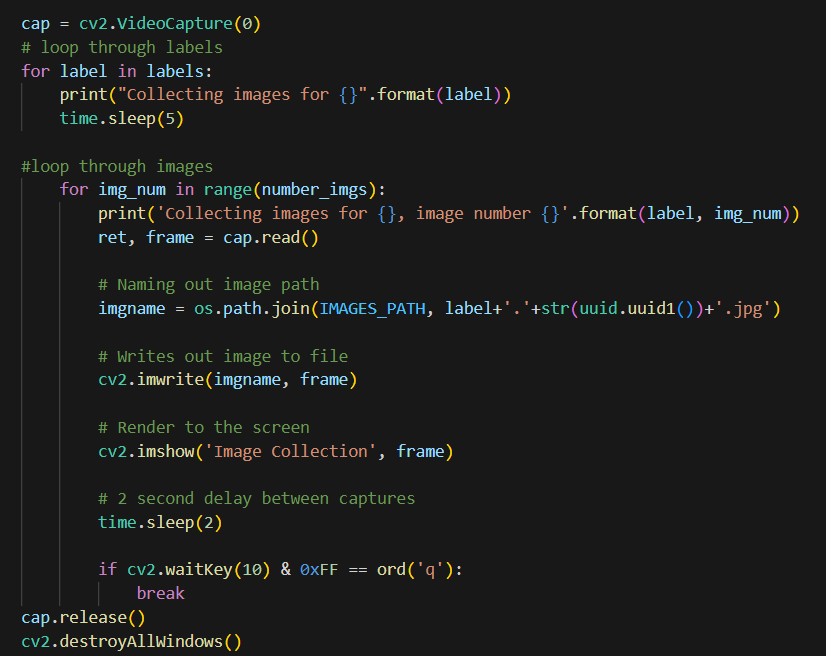 cap = cv2.VideoCapture(0)
# loop through labels
for label in labels:
    print("Collecting images for {}".format(label))
    time.sleep(5)

#loop through images
    for img_num in range(number_imgs):
        print('Collecting images for {}, image number {}'.format(label, img_num))
        ret, frame = cap.read()

        # Naming out image path
        imgname = os.path.join(IMAGES_PATH, label+'.'+str(uuid.uuid1())+'.jpg')

        # Writes out image to file
        cv2.imwrite(imgname, frame)

        # Render to the screen
        cv2.imshow('Image Collection', frame)

        # 2 second delay between captures
        time.sleep(2)

        if cv2.waitKey(10) & 0xFF == ord('q'):
            break
cap.release()
cv2.destroyAllWindows()